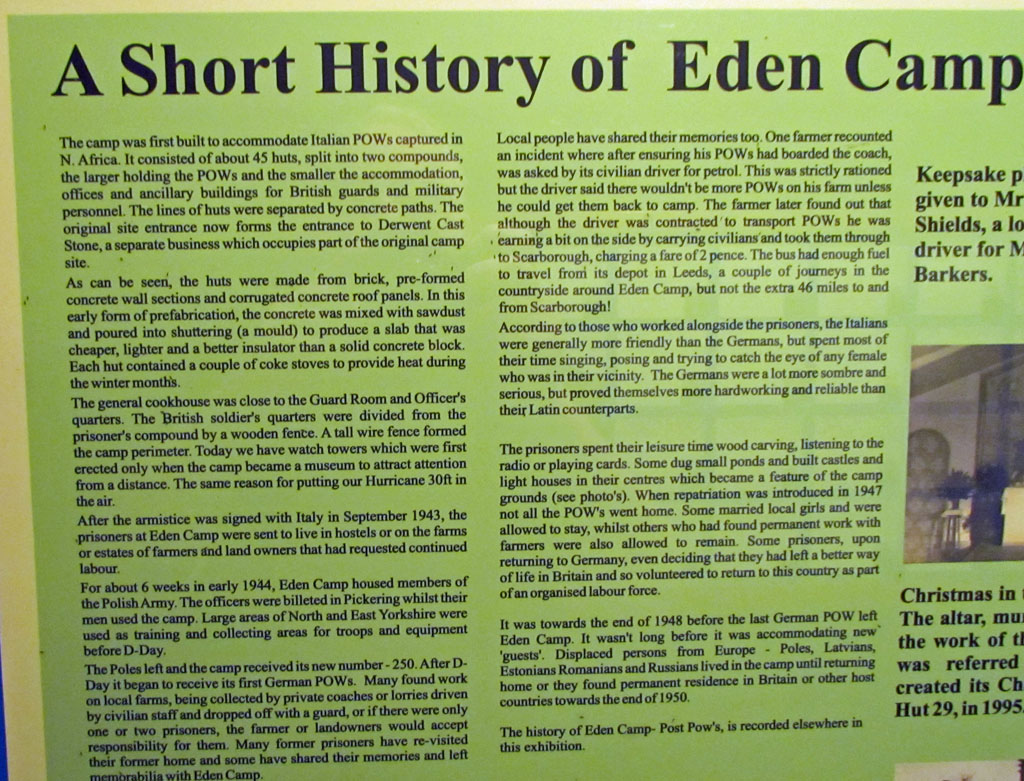 A Short History of Eden Camp
The camp was first built to accommodate Italian POWs captured in
N. Africa. It consisted of about 45 huts, split into two compounds,
the larger holding the POWs and the smaller the accommodation,
offices and ancillary buildings for British guards and military
personnel. The lines of huts were separated by concrete paths. The
original site entrance now forms the entrance to Derwent Cast
Stone, a separate business which occupies part of the original camp
site.
As can be seen, the huts were made from brick, pre-formed
concrete wall sections and corrugated concrete roof panels. In this
early form of prefabrication, the concrete was mixed with sawdust
and poured into shuttering (a mould) to produce a slab that was
cheaper, lighter and a better insulator than a solid concrete block.
Each hut contained a couple of coke stoves to provide heat during
the winter months.
The general cookhouse was close to the Guard Room and Officer's
quarters. The British soldier's quarters were divided from the
prisoner's compound by a wooden fence. A tall wire fence formed
the camp perimeter. Today we have watch towers which were first
erected only when the camp became a museum to attract attention
from a distance. The same reason for putting our Hurricane 30ft in
the air.
After the armistice was signed with Italy in September 1943, the
prisoners at Eden Camp were sent to live in hostels or on the farms
or estates of farmers and land owners that had requested continued
labour.
For about 6 weeks in early 1944, Eden Camp housed members of
the Polish Army. The officers were billeted in Pickering whilst their
men used the camp. Large areas of North and East Yorkshire were
used as training and collecting areas for troops and equipment
before D-Day.
The Poles left and the camp received its new number - 250. After D-
Day it began to receive its first German POWs. Many found work
on local farms, being collected by private coaches or lorries driven
by civilian staff and dropped off with a guard, or if there were only
one or two prisoners, the farmer or landowners would accept
responsibility for them. Many former prisoners have re-visited
their former home and some have shared their memories and left
memorabilia with Eden Camp.
Local people have shared their memories too. One farmer recounted
an incident where after ensuring his POWs had boarded the coach,
was asked by its civilian driver for petrol. This was strictly rationed
but the driver said there wouldn't be more POWs on his farm unless
he could get them back to camp. The farmer later found out that
although the driver was contracted to transport POWs he was
earning a bit on the side by carrying civilians and took them through
to Scarborough, charging a fare of 2 pence. The bus had enough fuel
to travel from its depot in Leeds, a couple of journeys in the
countryside around Eden Camp, but not the extra 46 miles to and
from Scarborough!
According to those who worked alongside the prisoners, the Italians
were generally more friendly than the Germans, but spent most of
their time singing, posing and trying to catch the eye of any female
who was in their vicinity. The Germans were a lot more sombre and
serious, but proved themselves more hardworking and reliable than
their Latin counterparts.
The prisoners spent their leisure time wood carving, listening to the
radio or playing cards. Some dug small ponds and built castles and
light houses in their centres which became a feature of the camp
grounds (see photo's). When repatriation was introduced in 1947
not all the POW's went home. Some married local girls and were
allowed to stay, whilst others who had found permanent work with
farmers were also allowed to remain. Some prisoners, upon
returning to Germany, even deciding that they had left a better way
of life in Britain and so volunteered to return to this country as part
of an organised labour force.
It was towards the end of 1948 before the last German POW left
Eden Camp. It wasn't long before it was accommodating new
'guests'. Displaced persons from Europe - Poles, Latvians,
Estonians Romanians and Russians lived in the camp until returning
home or they found permanent residence in Britain or other host
countries towards the end of 1950.
The history of Eden Camp- Post Pow's, is recorded elsewhere in
this exhibition.
Keepsake p
given to Mr
Shields, a lo
driver for M
Barkers.
Christmas in
The altar, mu
the work of th
was referred
created its Ch
Hut 29, in 1995